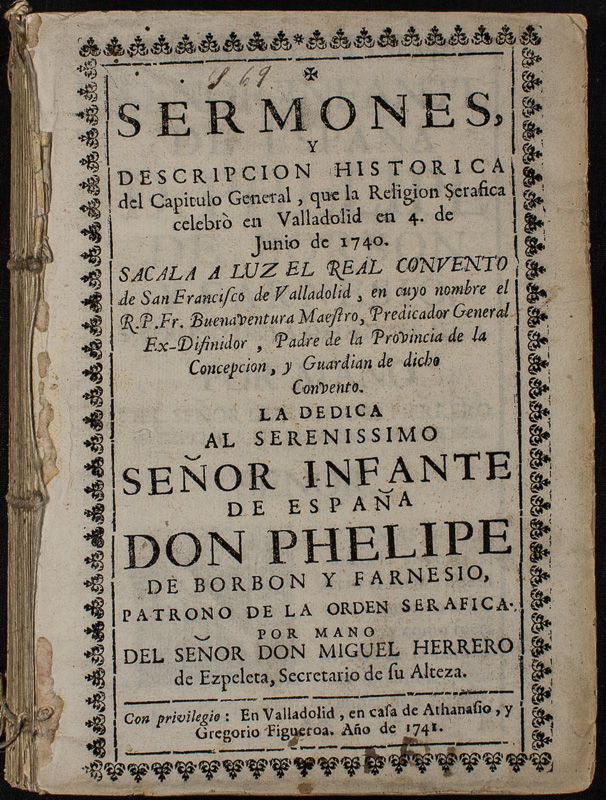 869
✠
SERMONES,
Y
DESCRIPCION HISTORICA
del Capitulo General, que la Religion Serafica
celebrò en Valladolid en 4. de
Junio de 1740.
SACALA A LUZ EL REAL CONVENTO
de San Franciſco de Valladolid, en cuyo nombre el
R.P.Fr. Buenaventura Maeſtro, Predicador General
Ex-Difinidor, Padre de la Provincia de la
Concepcion, y Guardian de dicho
Convento.
LA DEDICA
AL SERENISSIMO
SEÑOR INFANTE
DE ESPAÑA
DON PHELIPE
DE BORBON Y FARNESIO,
PATRONO DE LA ORDEN SERAFICA.
POR MANO
DEL SEÑOR DON MIGUEL HERRERO
de Ezpeleta, Secretario de ſu Alteza.
Con privilegio: En Valladolid, en caſa de Athanaſio, y
Gregorio Figueroa. Año de 1741.